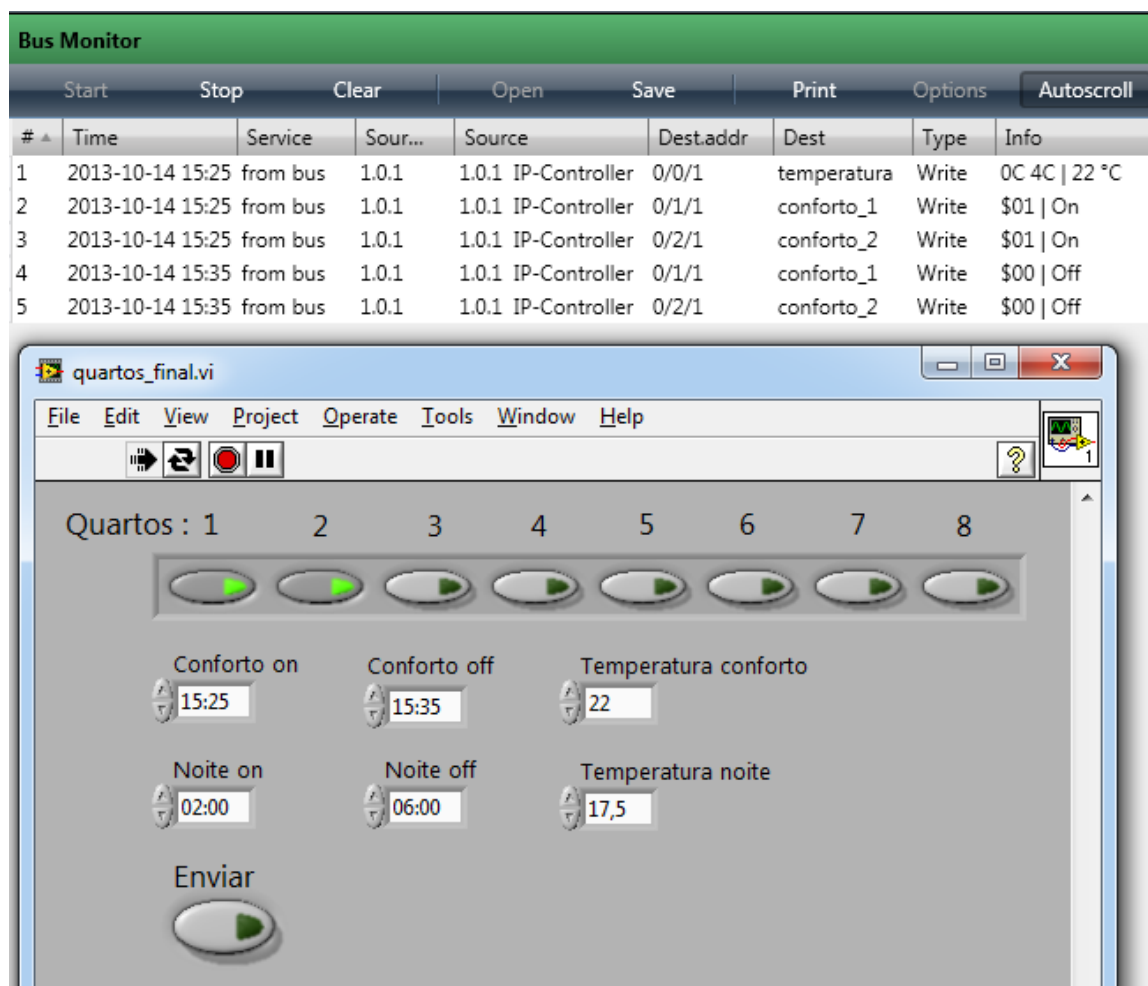 Bus Monitor
Start Stop Clear Open Save Print Options Autoscroll
# Time Service Sour... Source Dest.addr Dest Type Info
1 2013-10-14 15:25 from bus 1.0.1 1.0.1 IP-Controller 0/0/1 temperatura Write 0C 4C | 22 °C
2 2013-10-14 15:25 from bus 1.0.1 1.0.1 IP-Controller 0/1/1 conforto_1 Write $01 | On
3 2013-10-14 15:25 from bus 1.0.1 1.0.1 IP-Controller 0/2/1 conforto_2 Write $01 | On
4 2013-10-14 15:35 from bus 1.0.1 1.0.1 IP-Controller 0/1/1 conforto_1 Write $00 | Off
5 2013-10-14 15:35 from bus 1.0.1 1.0.1 IP-Controller 0/2/1 conforto_2 Write $00 | Off
quartos_final.vi
File Edit View Project Operate Tools Window Help
? 1
Quartos : 1 2 3 4 5 6 7 8
Conforto on Conforto off Temperatura conforto
15:25 15:35 22
Noite on Noite off Temperatura noite
02:00 06:00 17,5
Enviar